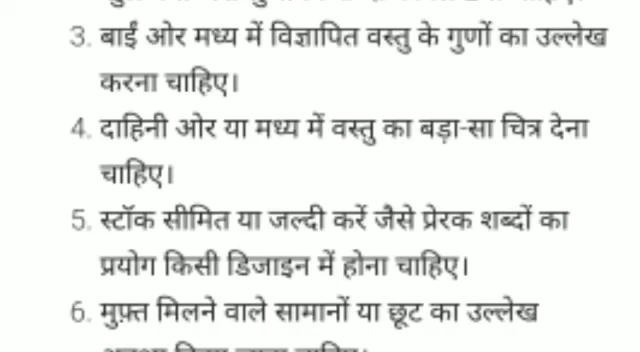 3. बाईं ओर मध्य में विज्ञापित वस्तु के गुणों का उल्लेख
करना चाहिए।
4. दाहिनी ओर या मध्य में वस्तु का बड़ा-सा चित्र देना
चाहिए।
5. स्टॉक सीमित या जल्दी करें जैसे प्रेरक शब्दों का
प्रयोग किसी डिजाइन में होना चाहिए।
6. मुफ़्त मिलने वाले सामानों या छूट का उल्लेख